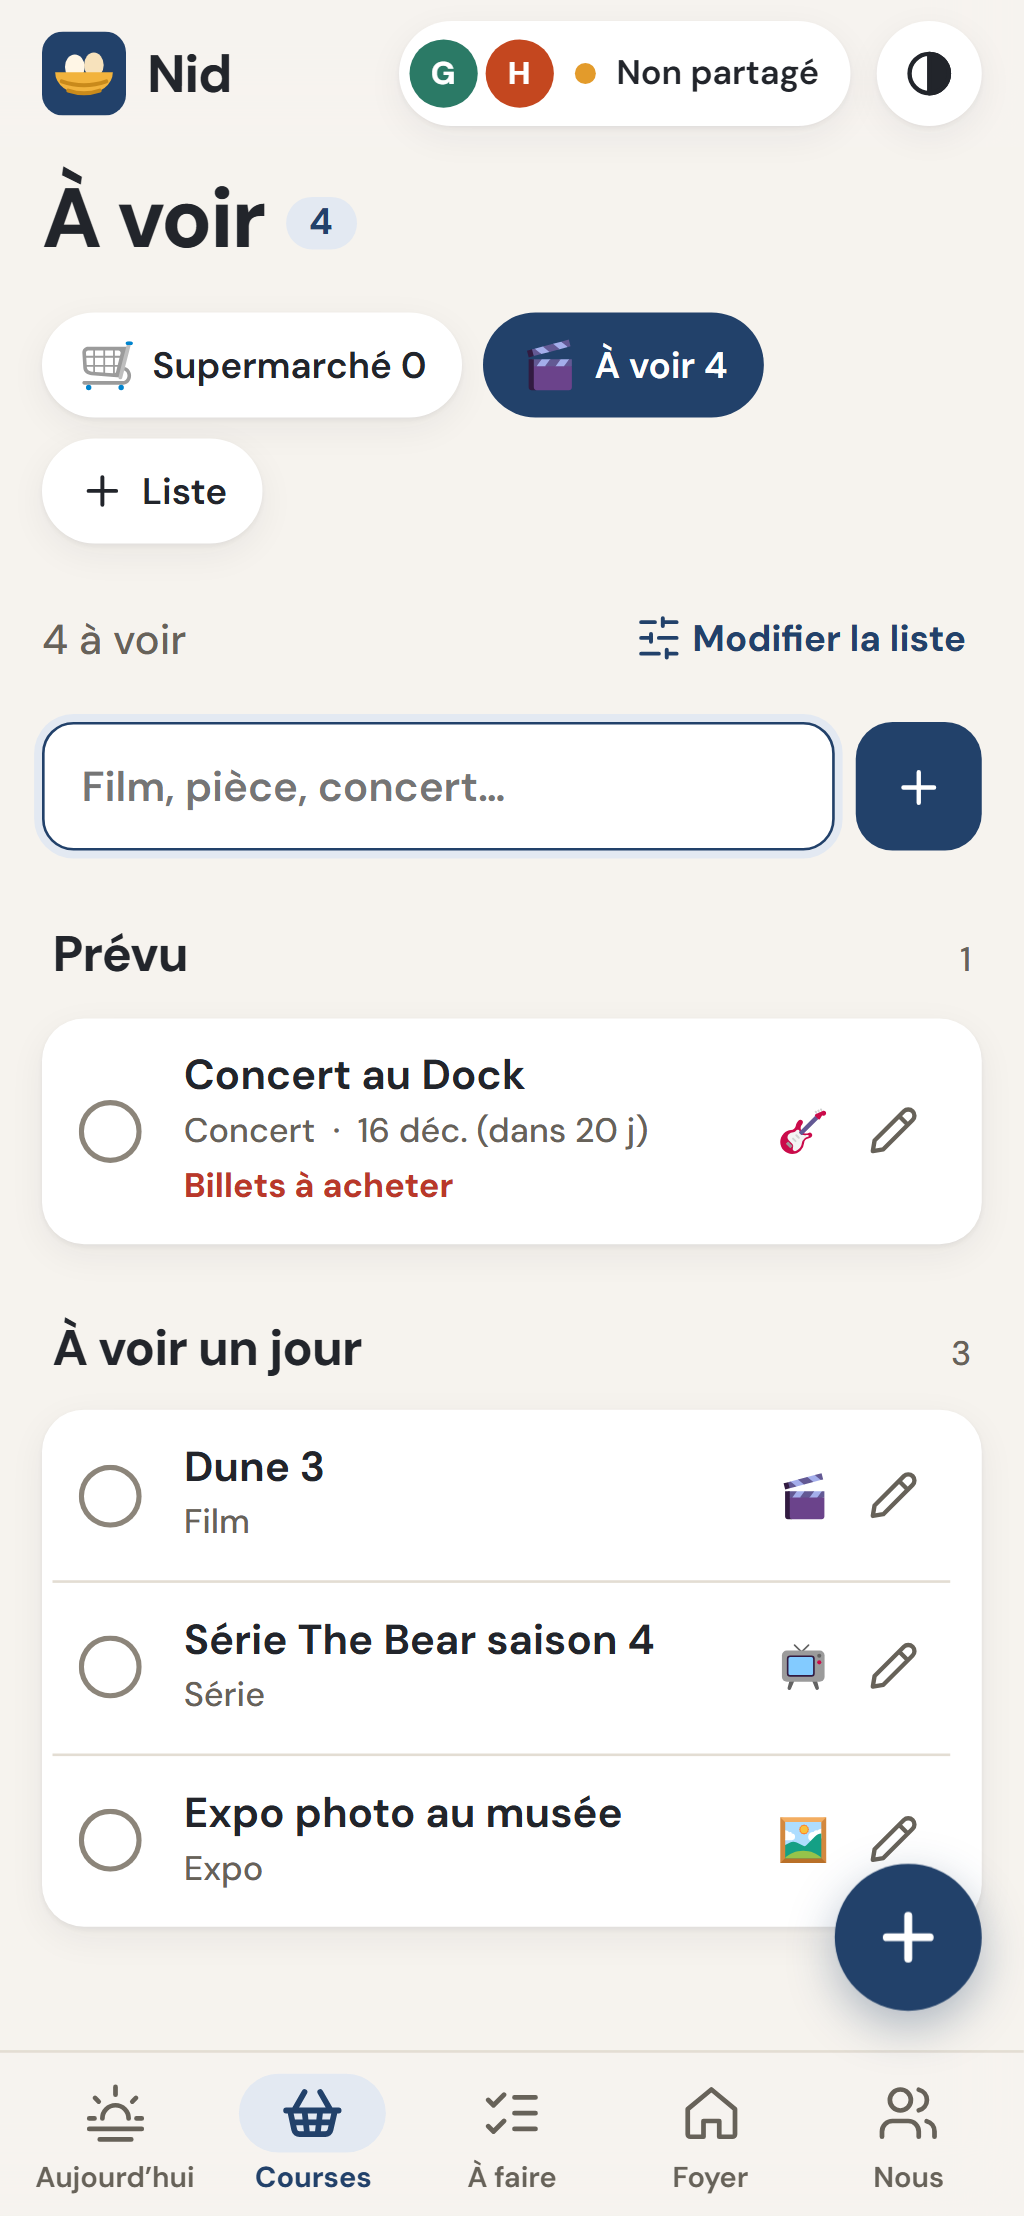 Nid
G H Non partagé
À voir 4
Supermarché 0
À voir 4
Liste
4 à voir
Modifier la liste
Film, pièce, concert...
Prévu 1
Concert au Dock
Concert · 16 déc. (dans 20 j)
Billets à acheter
À voir un jour 3
Dune 3
Film
Série The Bear saison 4
Série
Expo photo au musée
Expo
Aujourd’hui
Courses
À faire
Foyer
Nous